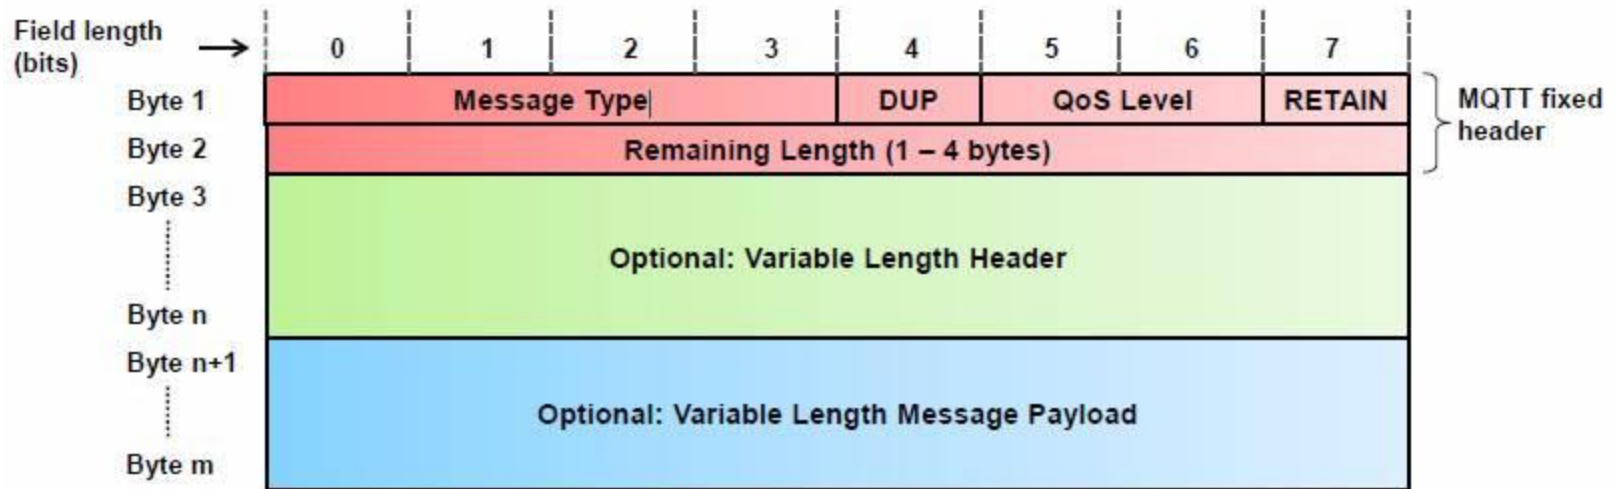 Field length
(bits)
0 1 2 3 4 5 6 7
Byte 1 Message Type DUP QoS Level RETAIN
MQTT fixed
header
Byte 2 Remaining Length (1 – 4 bytes)
Byte 3
Optional: Variable Length Header
Byte n
Byte n+1
Optional: Variable Length Message Payload
Byte m